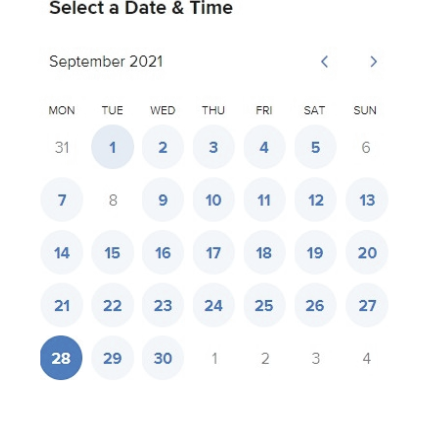 Select a Date & Time
September 2021
MON TUE WED THU FRI SAT SUN
31 1 2 3 4 5 6
7 8 9 10 11 12 13
14 15 16 17 18 19 20
21 22 23 24 25 26 27
28 29 30 1 2 3 4